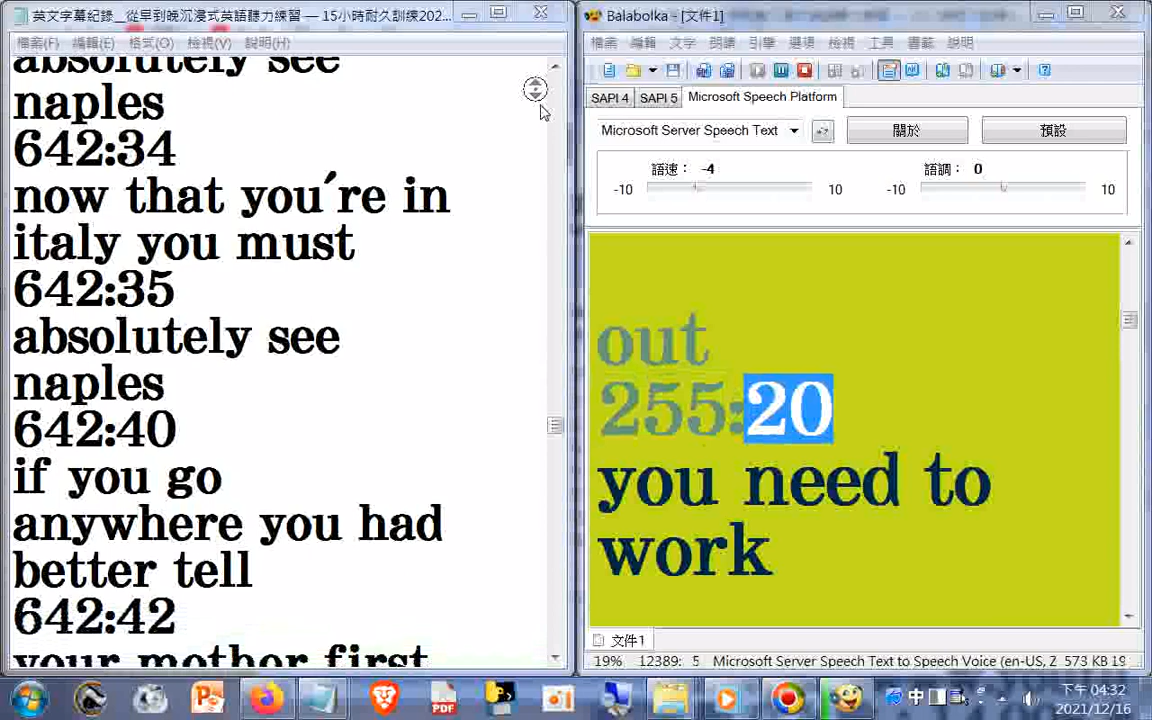 英文字幕紀錄__從早到晚沉浸式英語聽力練習 — 15小時耐久訓練202...
檔案(F) 編輯(E) 格式(O) 檢視(V) 說明(H)
absolutely see
naples
642:34
now that you're in
italy you must
642:35
absolutely see
naples
642:40
if you go
anywhere you had
better tell
642:42
your mother first
Balabolka - [文件1]
檔案 編輯 文字 朗讀 引擎 選項 檢視 工具 書籤 說明
SAPI 4 SAPI 5 Microsoft Speech Platform
Microsoft Server Speech Text
關於 預設
語速： -4 語調： 0
-10 10 -10 10
out
255:20
you need to
work
文件1
19% 12389: 5 Microsoft Server Speech Text to Speech Voice (en-US, Z 573 KB 19
PDF
中
下午 04:32
2021/12/16